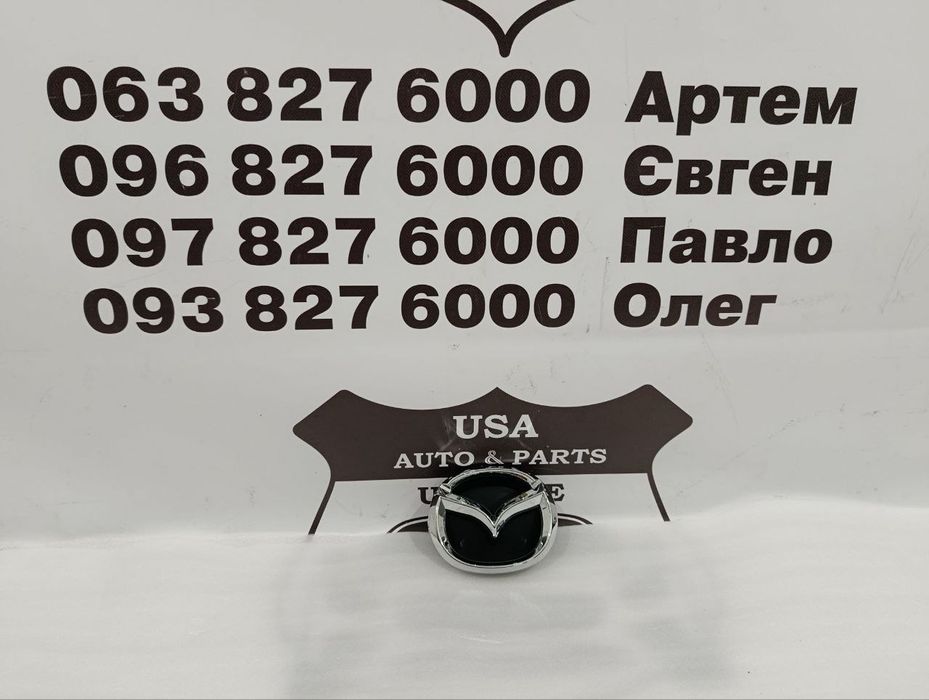 063 827 6000 Артем
096 827 6000 Євген
097 827 6000 Павло
093 827 6000 Олег
USA
AUTO & PARTS